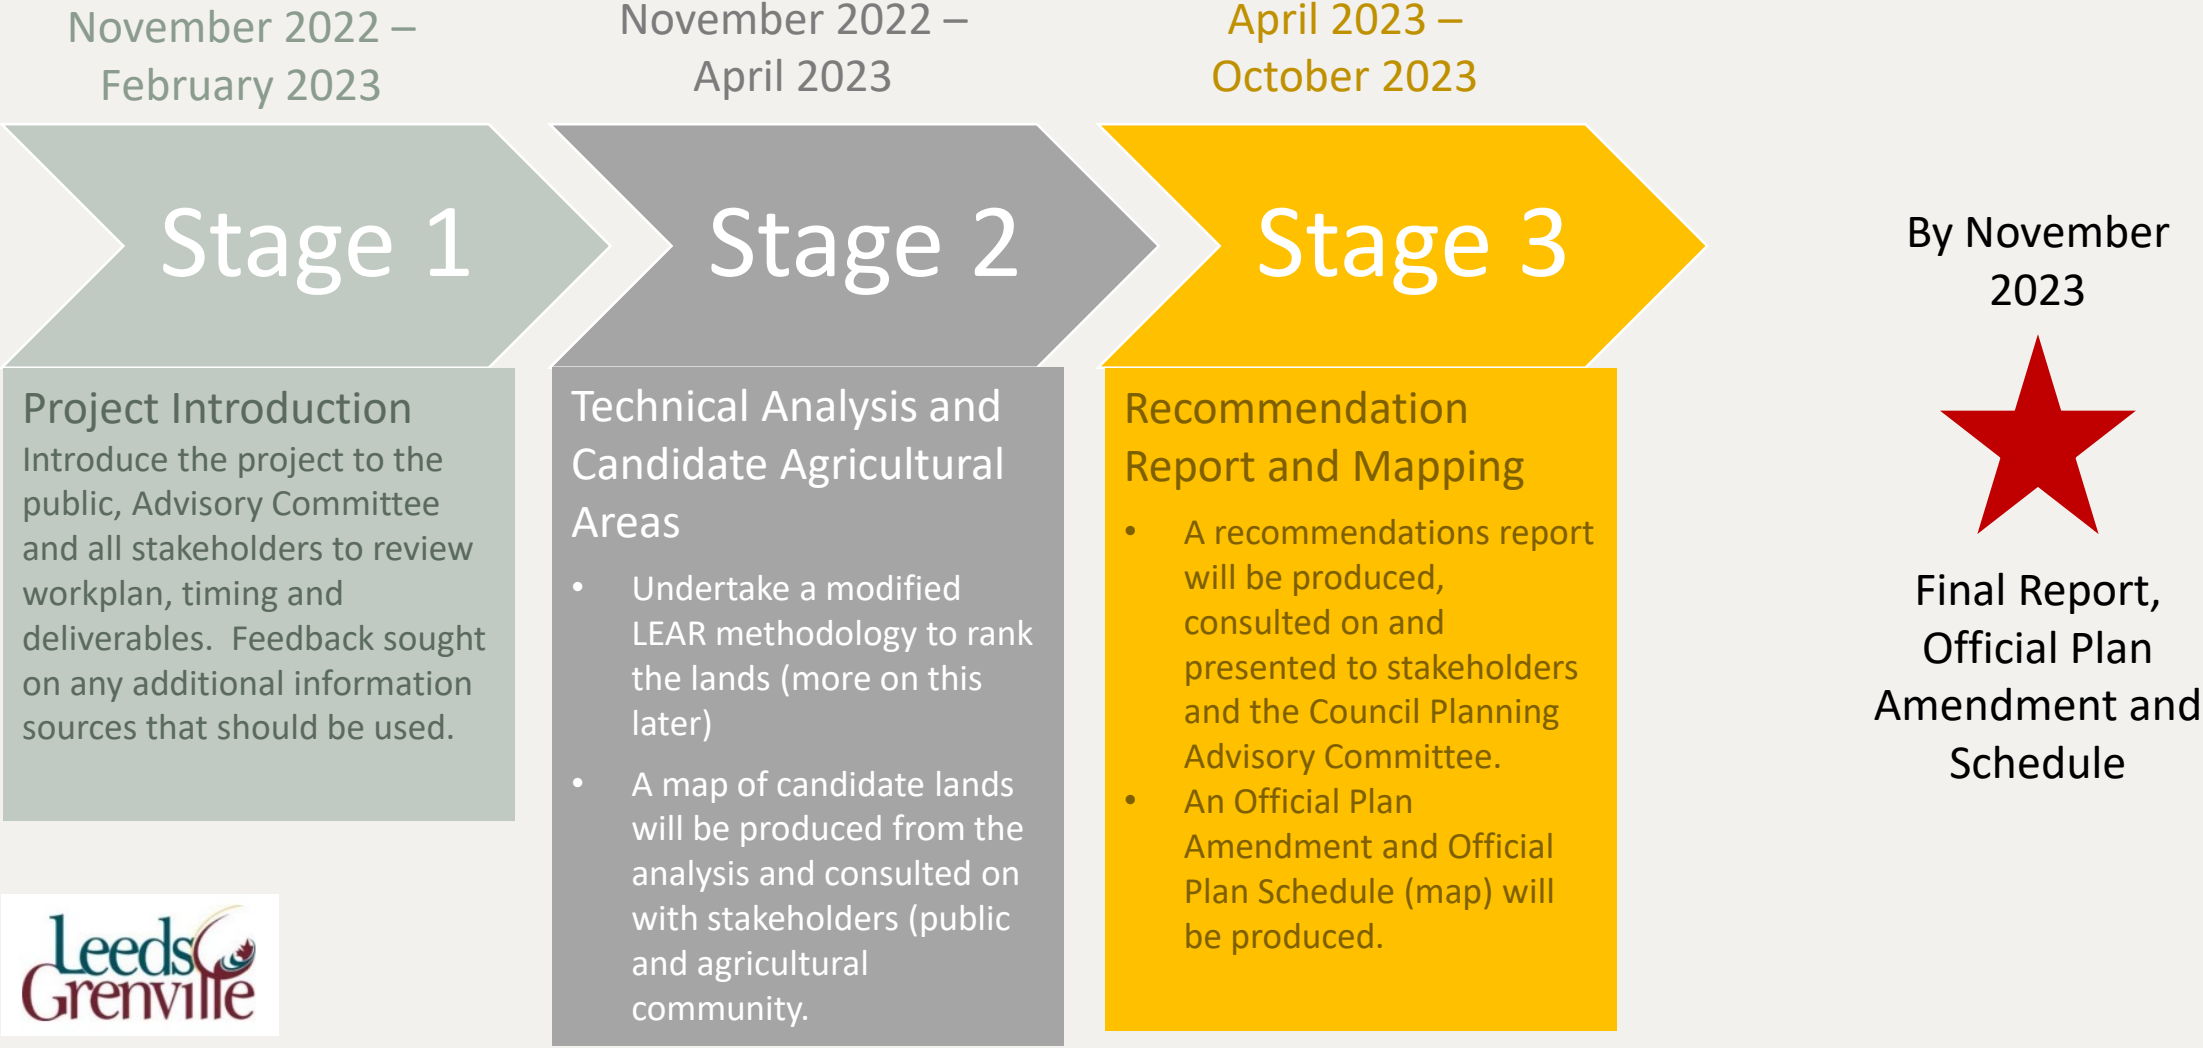 November 2022 –
February 2023
Stage 1
Project Introduction
Introduce the project to the
public, Advisory Committee
and all stakeholders to review
workplan, timing and
deliverables.  Feedback sought
on any additional information
sources that should be used.
November 2022 –
April 2023
Stage 2
Technical Analysis and
Candidate Agricultural
Areas
• Undertake a modified
LEAR methodology to rank
the lands (more on this
later)
• A map of candidate lands
will be produced from the
analysis and consulted on
with stakeholders (public
and agricultural
community.
April 2023 –
October 2023
Stage 3
Recommendation
Report and Mapping
• A recommendations report
will be produced,
consulted on and
presented to stakeholders
and the Council Planning
Advisory Committee.
• An Official Plan
Amendment and Official
Plan Schedule (map) will
be produced.
By November
2023
Final Report,
Official Plan
Amendment and
Schedule
Leeds
Grenville